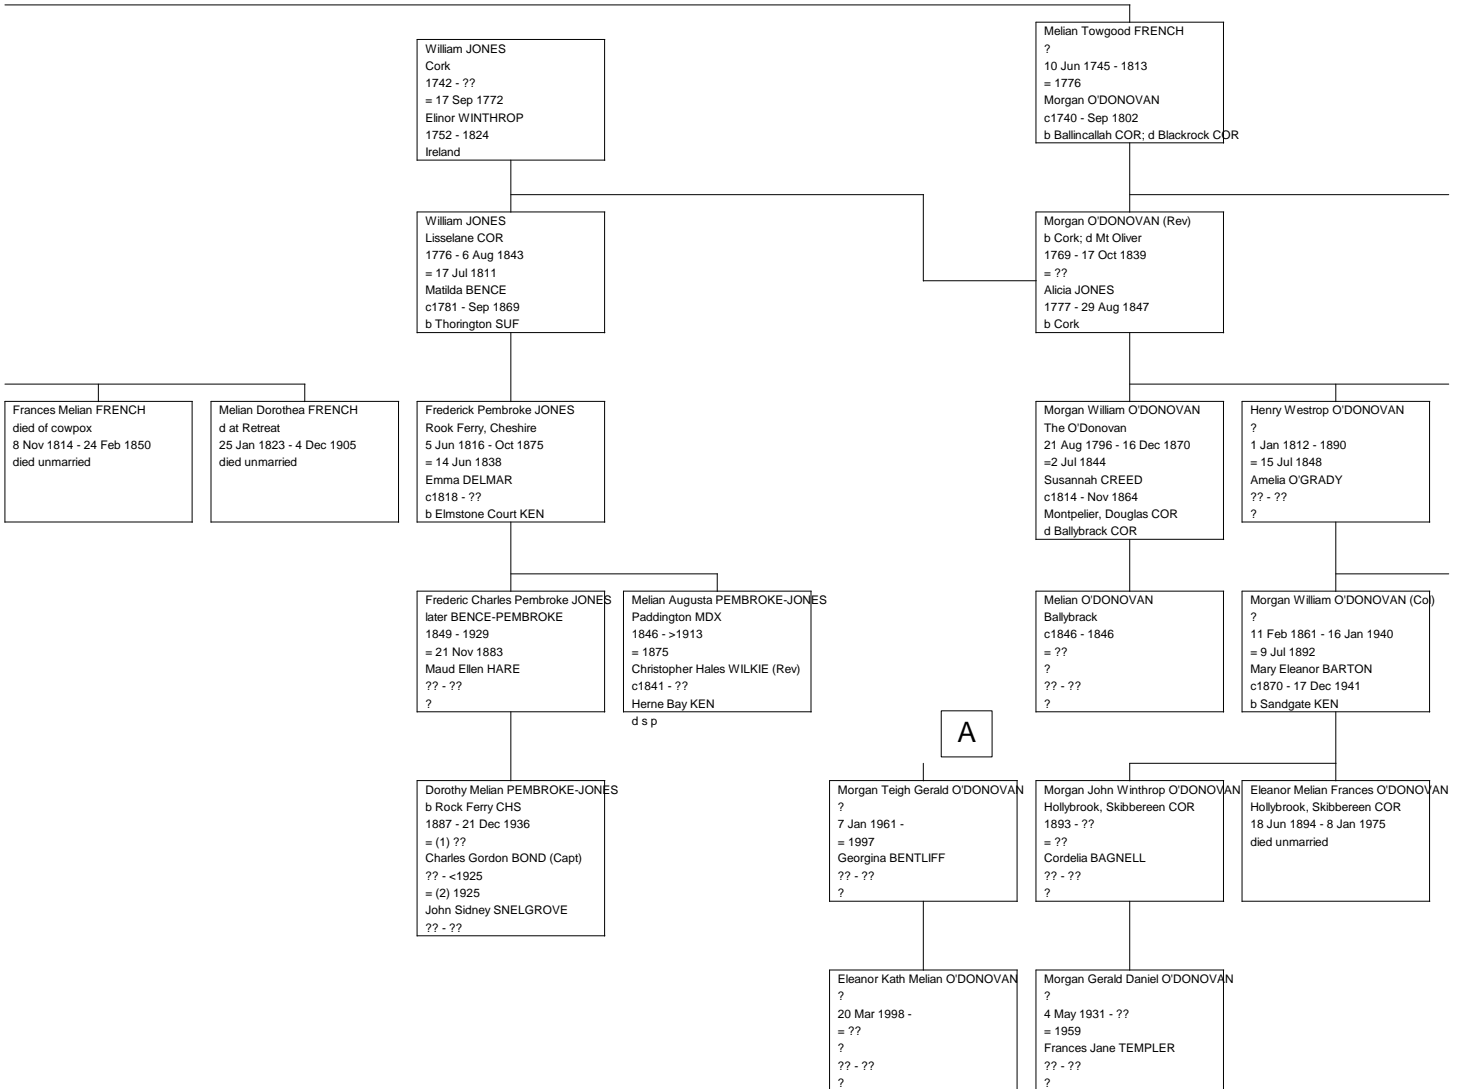 Melian Towgood FRENCH
?
10 Jun 1745 - 1813
= 1776
Morgan O'DONOVAN
c1740 - Sep 1802
b Ballincallah COR; d Blackrock COR
William JONES
Cork
1742 - ??
= 17 Sep 1772
Elinor WINTHROP
1752 - 1824
Ireland
William JONES
Lisselane COR
1776 - 6 Aug 1843
= 17 Jul 1811
Matilda BENCE
c1781 - Sep 1869
b Thorington SUF
Morgan O'DONOVAN (Rev)
b Cork; d Mt Oliver
1769 - 17 Oct 1839
= ??
Alicia JONES
1777 - 29 Aug 1847
b Cork
Frances Melian FRENCH
died of cowpox
8 Nov 1814 - 24 Feb 1850
died unmarried
Melian Dorothea FRENCH
d at Retreat
25 Jan 1823 - 4 Dec 1905
died unmarried
Frederick Pembroke JONES
Rook Ferry, Cheshire
5 Jun 1816 - Oct 1875
= 14 Jun 1838
Emma DELMAR
c1818 - ??
b Elmstone Court KEN
Morgan William O'DONOVAN
The O'Donovan
21 Aug 1796 - 16 Dec 1870
=2 Jul 1844
Susannah CREED
c1814 - Nov 1864
Montpelier, Douglas COR
d Ballybrack COR
Henry Westrop O'DONOVAN
?
1 Jan 1812 - 1890
= 15 Jul 1848
Amelia O'GRADY
?? - ??
?
Frederic Charles Pembroke JONES
later BENCE-PEMBROKE
1849 - 1929
= 21 Nov 1883
Maud Ellen HARE
?? - ??
?
Melian Augusta PEMBROKE-JONES
Paddington MDX
1846 - >1913
= 1875
Christopher Hales WILKIE (Rev)
c1841 - ??
Herne Bay KEN
d s p
Melian O'DONOVAN
Ballybrack
c1846 - 1846
= ??
?
?? - ??
?
Morgan William O'DONOVAN (Col)
?
11 Feb 1861 - 16 Jan 1940
= 9 Jul 1892
Mary Eleanor BARTON
c1870 - 17 Dec 1941
b Sandgate KEN
A
Dorothy Melian PEMBROKE-JONES
b Rock Ferry CHS
1887 - 21 Dec 1936
= (1) ??
Charles Gordon BOND (Capt)
?? - <1925
= (2) 1925
John Sidney SNELGROVE
?? - ??
Morgan Teigh Gerald O'DONOVAN
?
7 Jan 1961 -
= 1997
Georgina BENTLIFF
?? - ??
?
Morgan John Winthrop O'DONOVAN
Hollybrook, Skibbereen COR
1893 - ??
= ??
Cordelia BAGNELL
?? - ??
?
Eleanor Melian Frances O'DONOVAN
Hollybrook, Skibbereen COR
18 Jun 1894 - 8 Jan 1975
died unmarried
Eleanor Kath Melian O'DONOVAN
?
20 Mar 1998 -
= ??
?
?? - ??
?
Morgan Gerald Daniel O'DONOVAN
?
4 May 1931 - ??
= 1959
Frances Jane TEMPLER
?? - ??
?